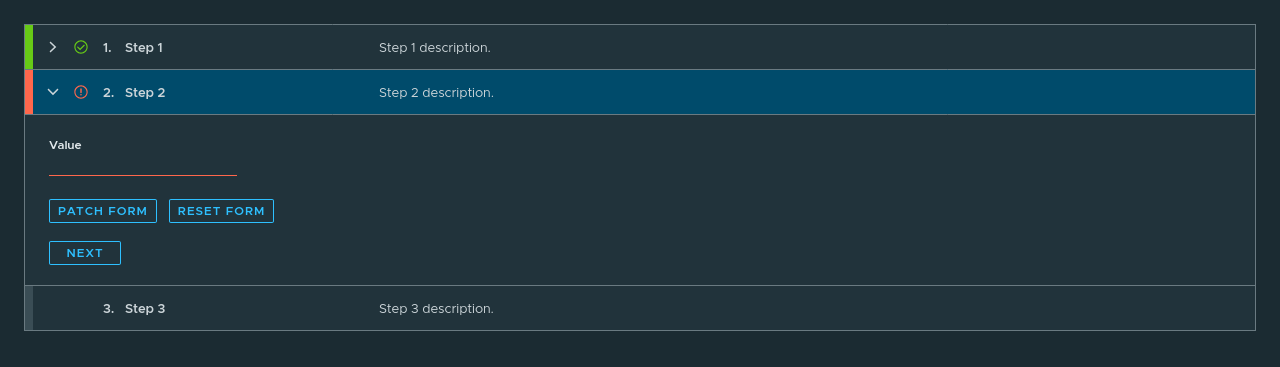 1. Step 1 Step 1 description.
2. Step 2 Step 2 description.
Value
PATCH FORM RESET FORM
NEXT
3. Step 3 Step 3 description.